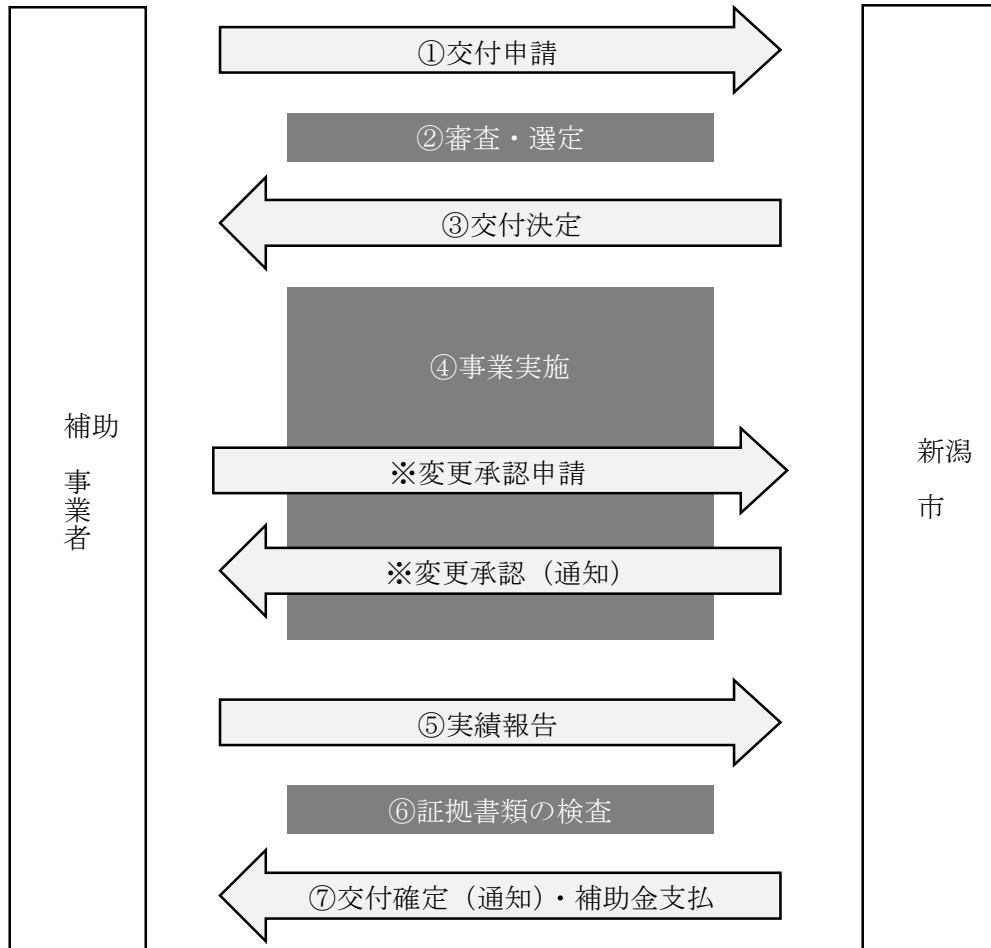 ①交付申請
②審査・選定
③交付決定
④事業実施
補助
事業者
※変更承認申請
新潟
市
※変更承認（通知）
⑤実績報告
⑥証拠書類の検査
⑦交付確定（通知）・補助金支払